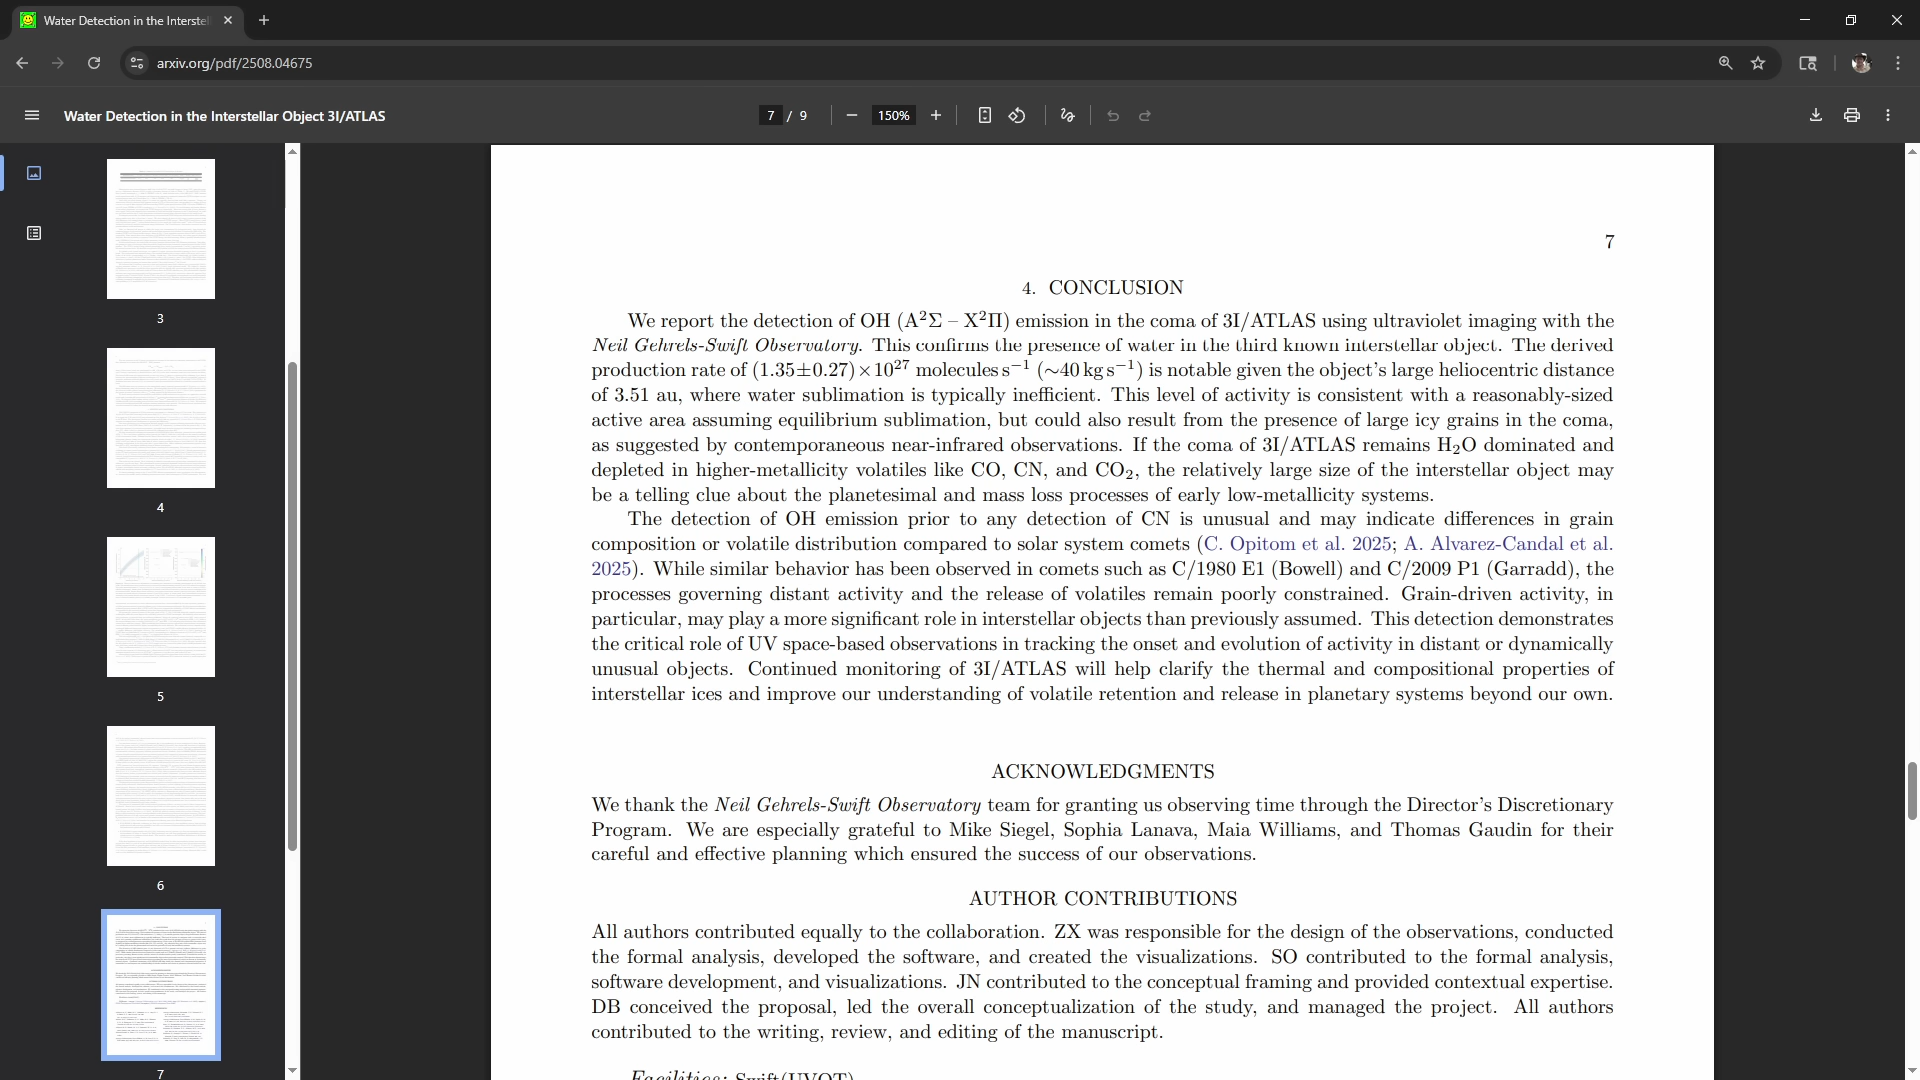 Water Detection in the Interstel
arxiv.org/pdf/2508.04675
Water Detection in the Interstellar Object 3I/ATLAS
7 / 9
150%
3
4
5
6
7
7
4. CONCLUSION
We report the detection of OH (A²Σ – X²Π) emission in the coma of 3I/ATLAS using ultraviolet imaging with the
Neil Gehrels-Swift Observatory. This confirms the presence of water in the third known interstellar object. The derived
production rate of (1.35±0.27)×10²⁷ molecules s⁻¹ (∼40 kg s⁻¹) is notable given the object's large heliocentric distance
of 3.51 au, where water sublimation is typically inefficient. This level of activity is consistent with a reasonably-sized
active area assuming equilibrium sublimation, but could also result from the presence of large icy grains in the coma,
as suggested by contemporaneous near-infrared observations. If the coma of 3I/ATLAS remains H₂O dominated and
depleted in higher-metallicity volatiles like CO, CN, and CO₂, the relatively large size of the interstellar object may
be a telling clue about the planetesimal and mass loss processes of early low-metallicity systems.
The detection of OH emission prior to any detection of CN is unusual and may indicate differences in grain
composition or volatile distribution compared to solar system comets (C. Opitom et al. 2025; A. Alvarez-Candal et al.
2025). While similar behavior has been observed in comets such as C/1980 E1 (Bowell) and C/2009 P1 (Garradd), the
processes governing distant activity and the release of volatiles remain poorly constrained. Grain-driven activity, in
particular, may play a more significant role in interstellar objects than previously assumed. This detection demonstrates
the critical role of UV space-based observations in tracking the onset and evolution of activity in distant or dynamically
unusual objects. Continued monitoring of 3I/ATLAS will help clarify the thermal and compositional properties of
interstellar ices and improve our understanding of volatile retention and release in planetary systems beyond our own.
ACKNOWLEDGMENTS
We thank the Neil Gehrels-Swift Observatory team for granting us observing time through the Director's Discretionary
Program. We are especially grateful to Mike Siegel, Sophia Lanava, Maia Williams, and Thomas Gaudin for their
careful and effective planning which ensured the success of our observations.
AUTHOR CONTRIBUTIONS
All authors contributed equally to the collaboration. ZX was responsible for the design of the observations, conducted
the formal analysis, developed the software, and created the visualizations. SO contributed to the formal analysis,
software development, and visualizations. JN contributed to the conceptual framing and provided contextual expertise.
DB conceived the proposal, led the overall conceptualization of the study, and managed the project. All authors
contributed to the writing, review, and editing of the manuscript.
Facilities: Swift(UVOT)